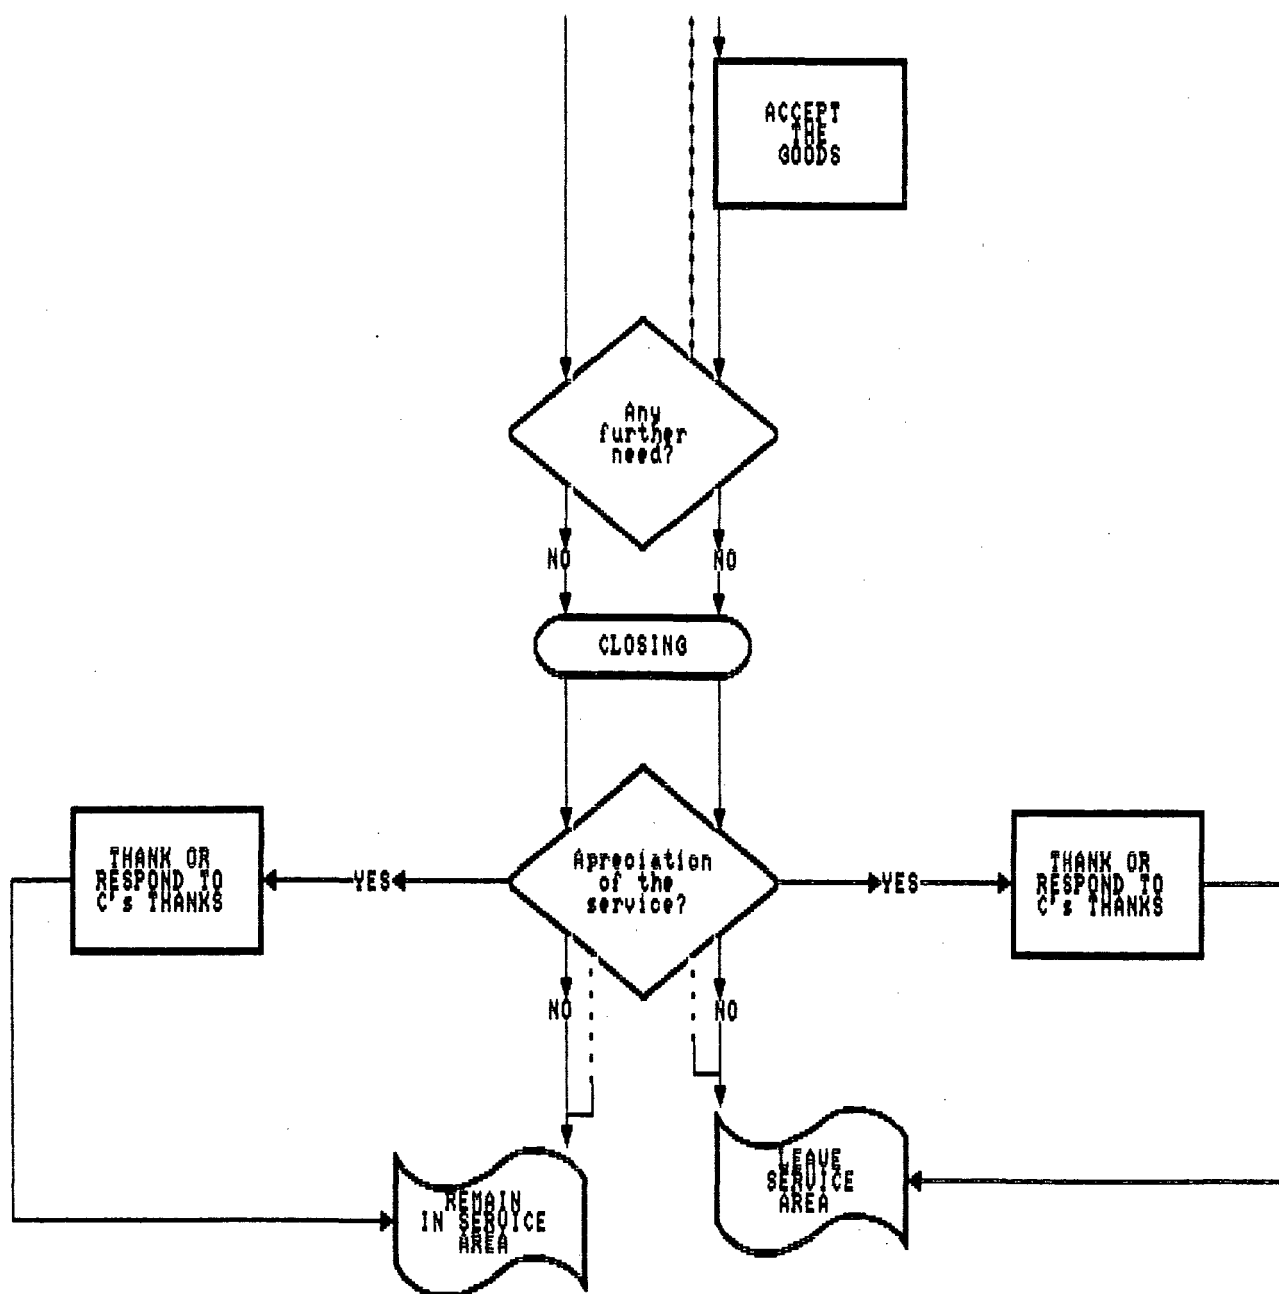 ACCEPT
THE
GOODS
Any
further
need?
NO
NO
CLOSING
THANK OR
RESPOND TO
C's THANKS
YES
Apreciation
of the
service?
YES
THANK OR
RESPOND TO
C's THANKS
NO
NO
LEAVE
SERVICE
AREA
REMAIN
IN SERVICE
AREA